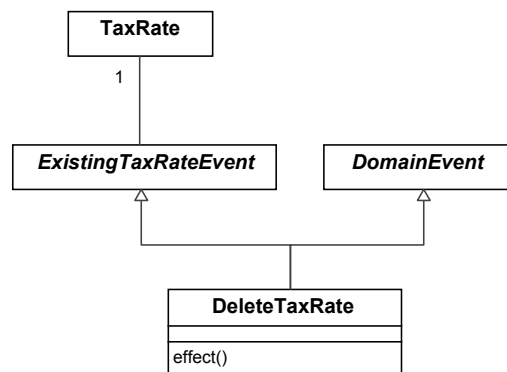 TaxRate
1
ExistingTaxRateEvent
DomainEvent
DeleteTaxRate
effect()